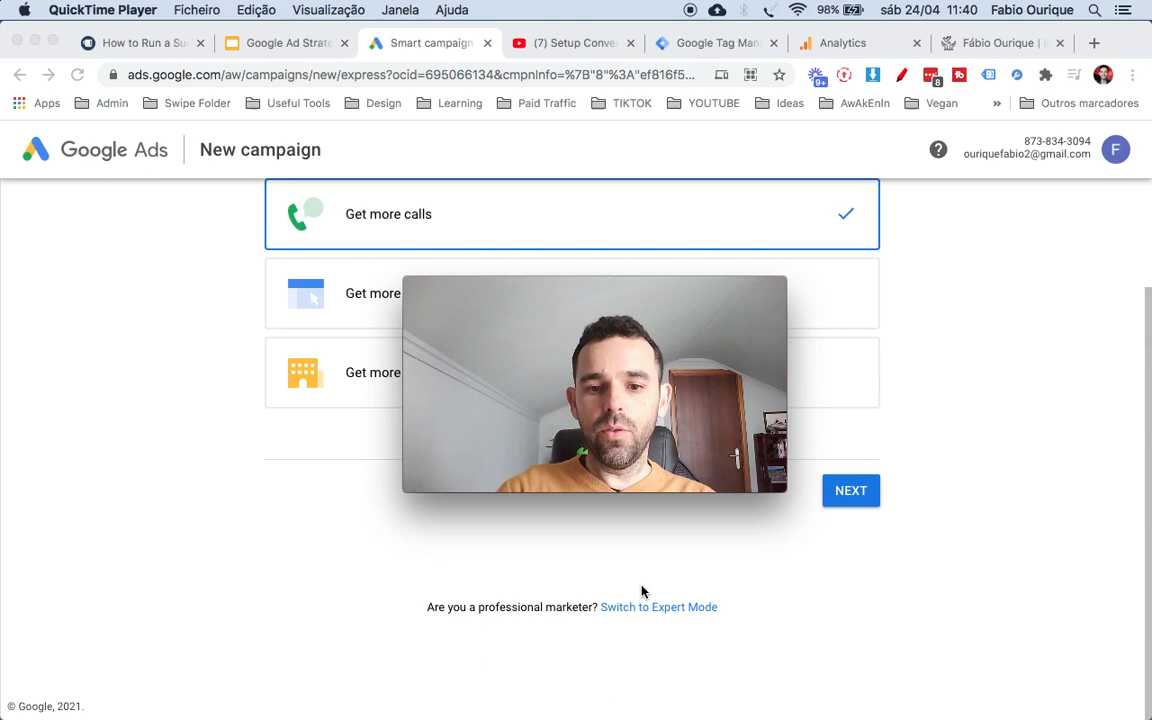 QuickTime Player Ficheiro Edição Visualização Janela Ajuda 98% sáb 24/04 11:40 Fabio Ourique
How to Run a Su Google Ad Strate Smart campaign (7) Setup Conver Google Tag Man Analytics Fábio Ourique |
ads.google.com/aw/campaigns/new/express?ocid=695066134&cmpnInfo=%7B"8"%3A"ef816f5... 9+ 8
Apps Admin Swipe Folder Useful Tools Design Learning Paid Traffic TIKTOK YOUTUBE Ideas AwAkEnIn Vegan » Outros marcadores
Google Ads New campaign
873-834-3094
ouriquefabio2@gmail.com
F
Get more calls
Get more
Get more
NEXT
Are you a professional marketer? Switch to Expert Mode
© Google, 2021.